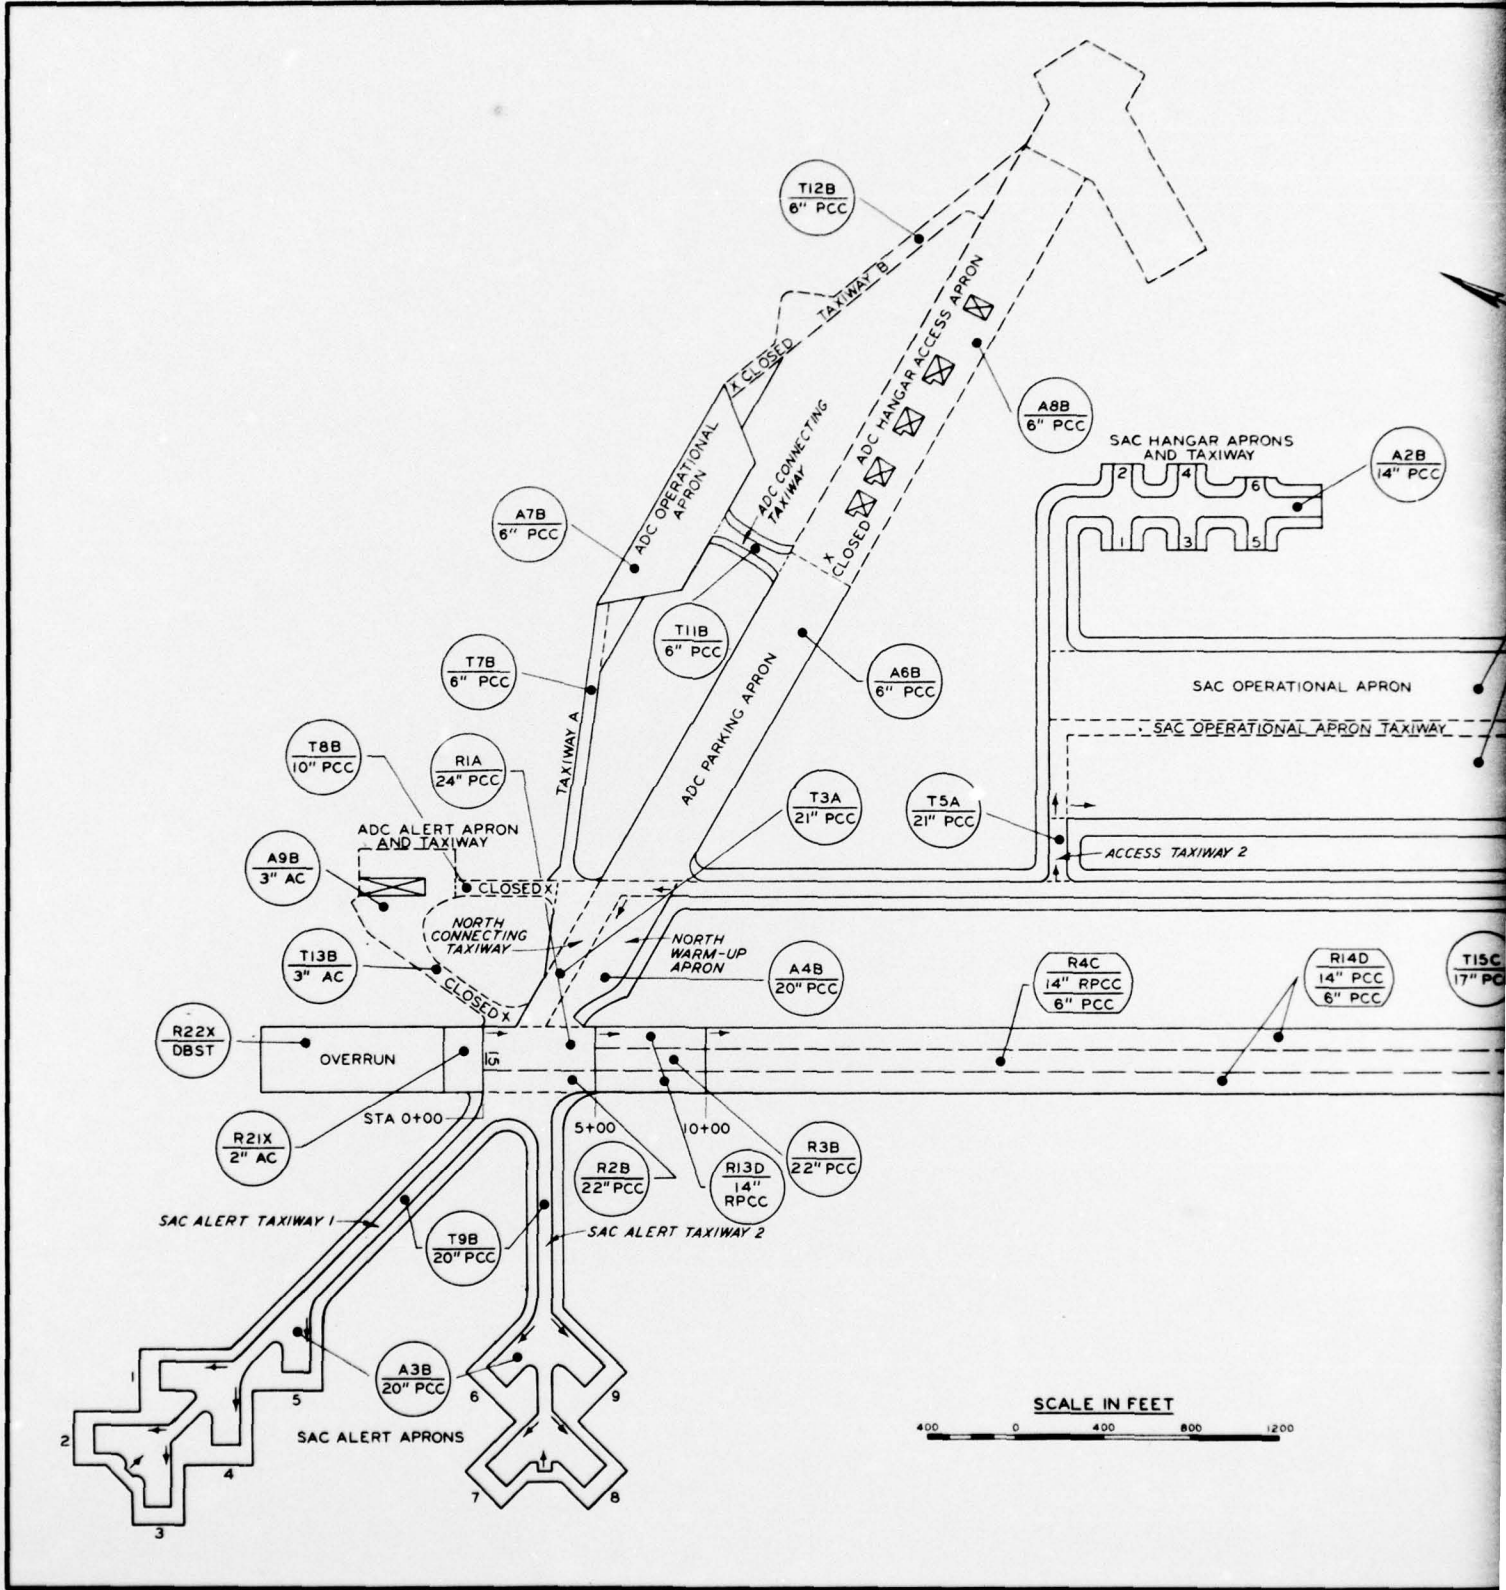 T12B
6" PCC
CLOSED
X
TAXIWAY B
ADC HANGAR ACCESS APRON
CLOSED
X
A8B
6" PCC
SAC HANGAR APRONS
AND TAXIWAY
2
4
6
1
3
5
A2B
14" PCC
ADC CONNECTING
TAXIWAY
ADC OPERATIONAL
APRON
A7B
6" PCC
T11B
6" PCC
T7B
6" PCC
A6B
6" PCC
SAC OPERATIONAL APRON
SAC OPERATIONAL APRON TAXIWAY
TAXIWAY A
ADC PARKING APRON
T8B
10" PCC
R1A
24" PCC
T3A
21" PCC
T5A
21" PCC
ADC ALERT APRON
AND TAXIWAY
ACCESS TAXIWAY 2
A9B
3" AC
CLOSED X
NORTH
CONNECTING
TAXIWAY
NORTH
WARM-UP
APRON
T13B
3" AC
CLOSED X
A4B
20" PCC
R4C
14" RPCC
6" PCC
R14D
14" PCC
6" PCC
T15C
17" PC
R22X
DBST
OVERRUN
15
STA 0+00
5+00
10+00
R21X
2" AC
R2B
22" PCC
R13D
14"
RPCC
R3B
22" PCC
SAC ALERT TAXIWAY 1
T9B
20" PCC
SAC ALERT TAXIWAY 2
A3B
20" PCC
1
2
3
4
5
6
7
8
9
SAC ALERT APRONS
SCALE IN FEET
400 0 400 800 1200